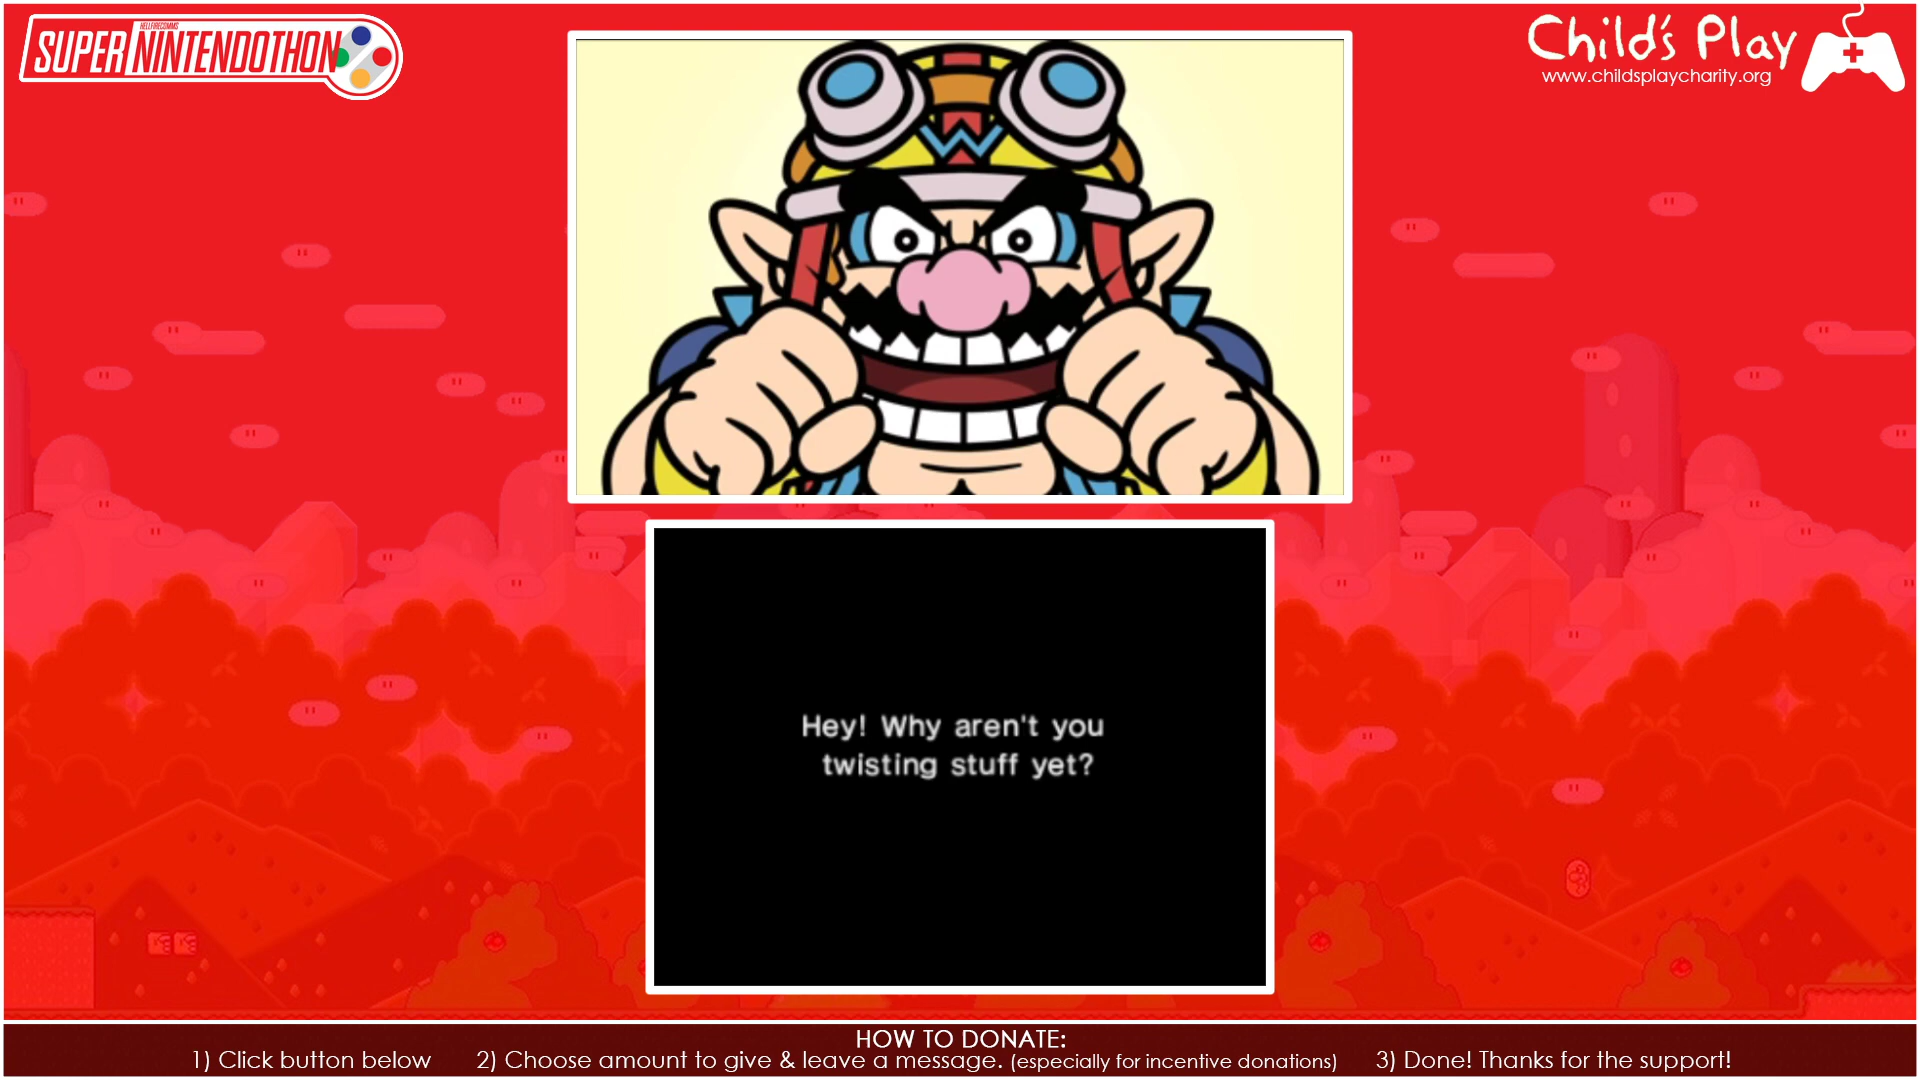 HELLFIRECOMMS
SUPER NINTENDOTHON
Child's Play
www.childsplaycharity.org
W
Hey! Why aren't you
twisting stuff yet?
HOW TO DONATE:
1) Click button below 2) Choose amount to give & leave a message. (especially for incentive donations) 3) Done! Thanks for the support!